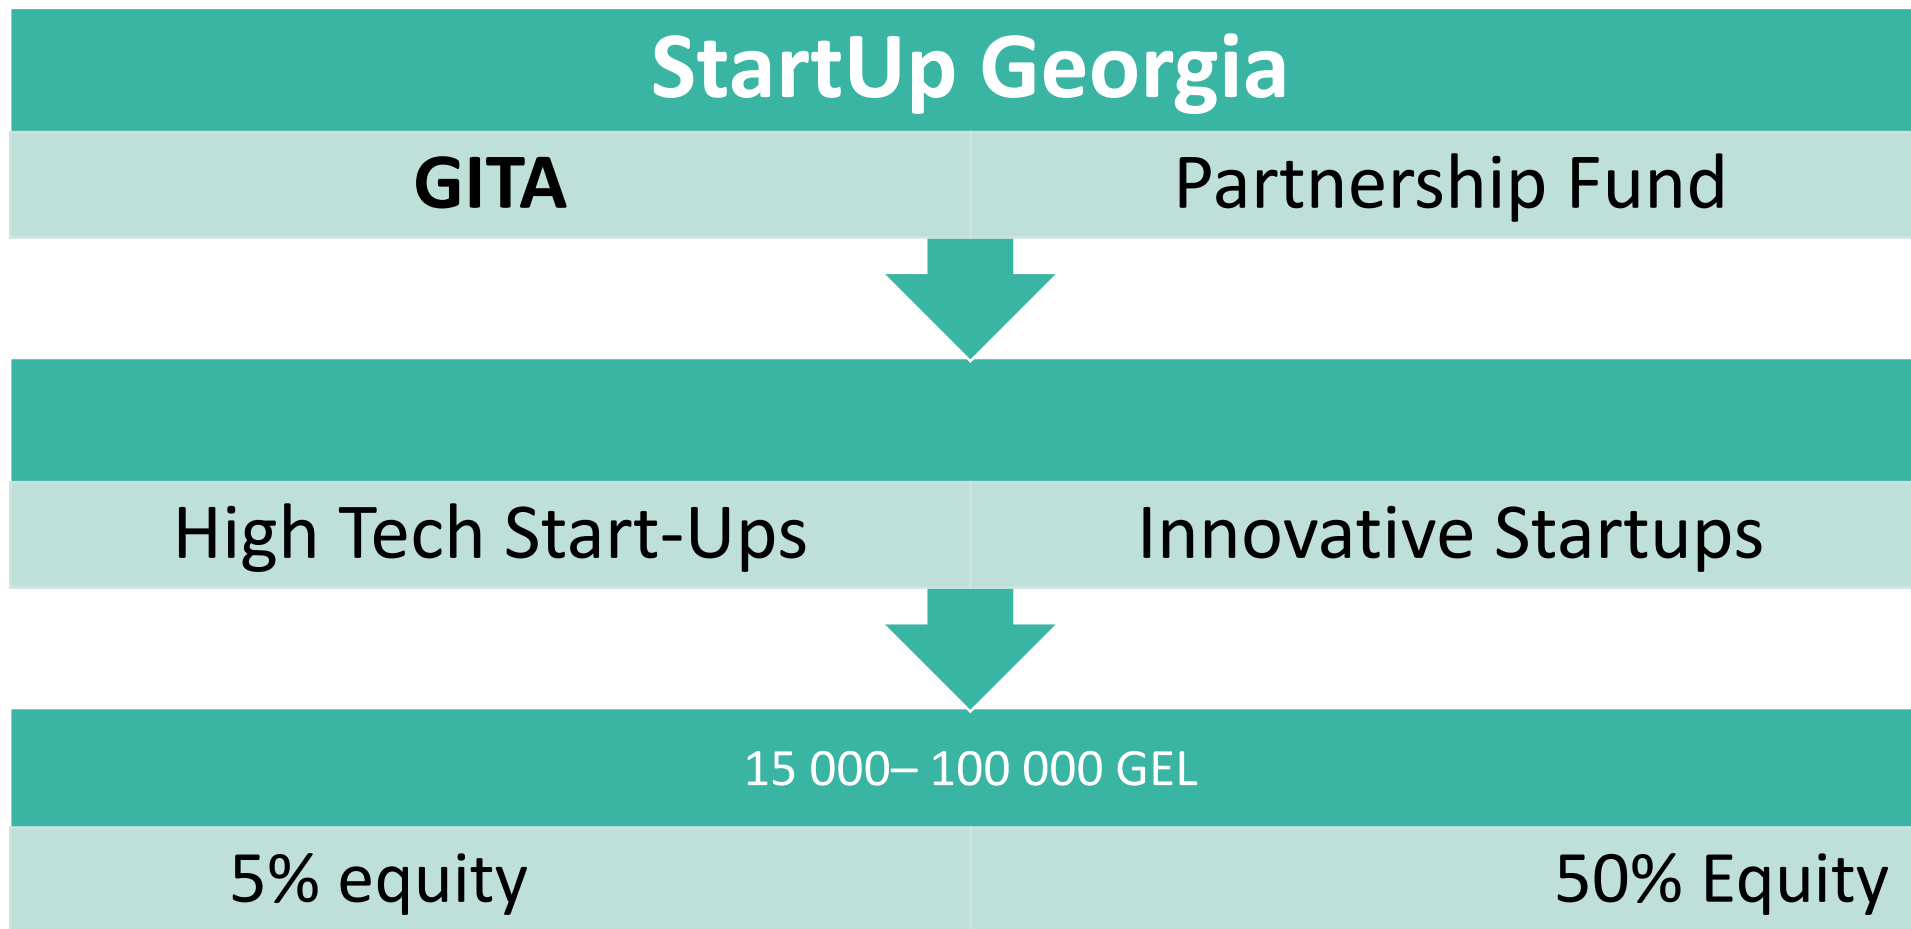 StartUp Georgia
GITA
Partnership Fund
High Tech Start-Ups
Innovative Startups
15 000– 100 000 GEL
5% equity
50% Equity